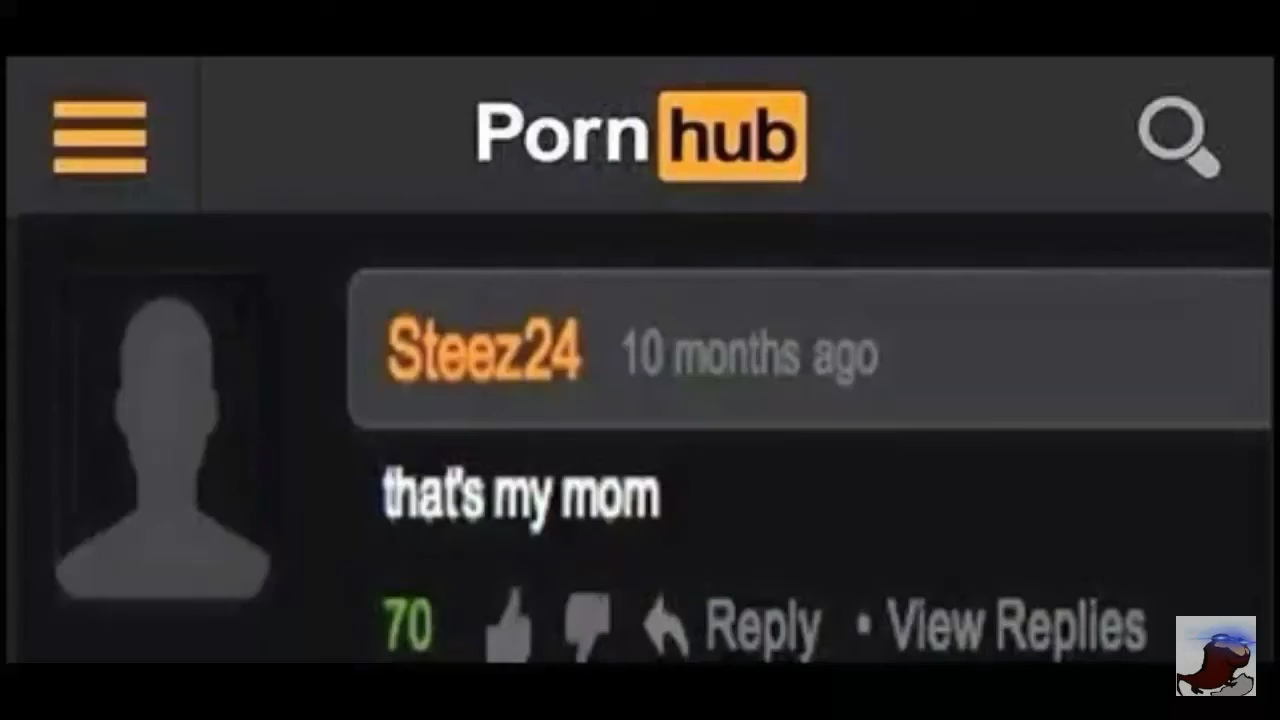 Porn hub
Steez24 10 months ago
that's my mom
70 Reply • View Replies